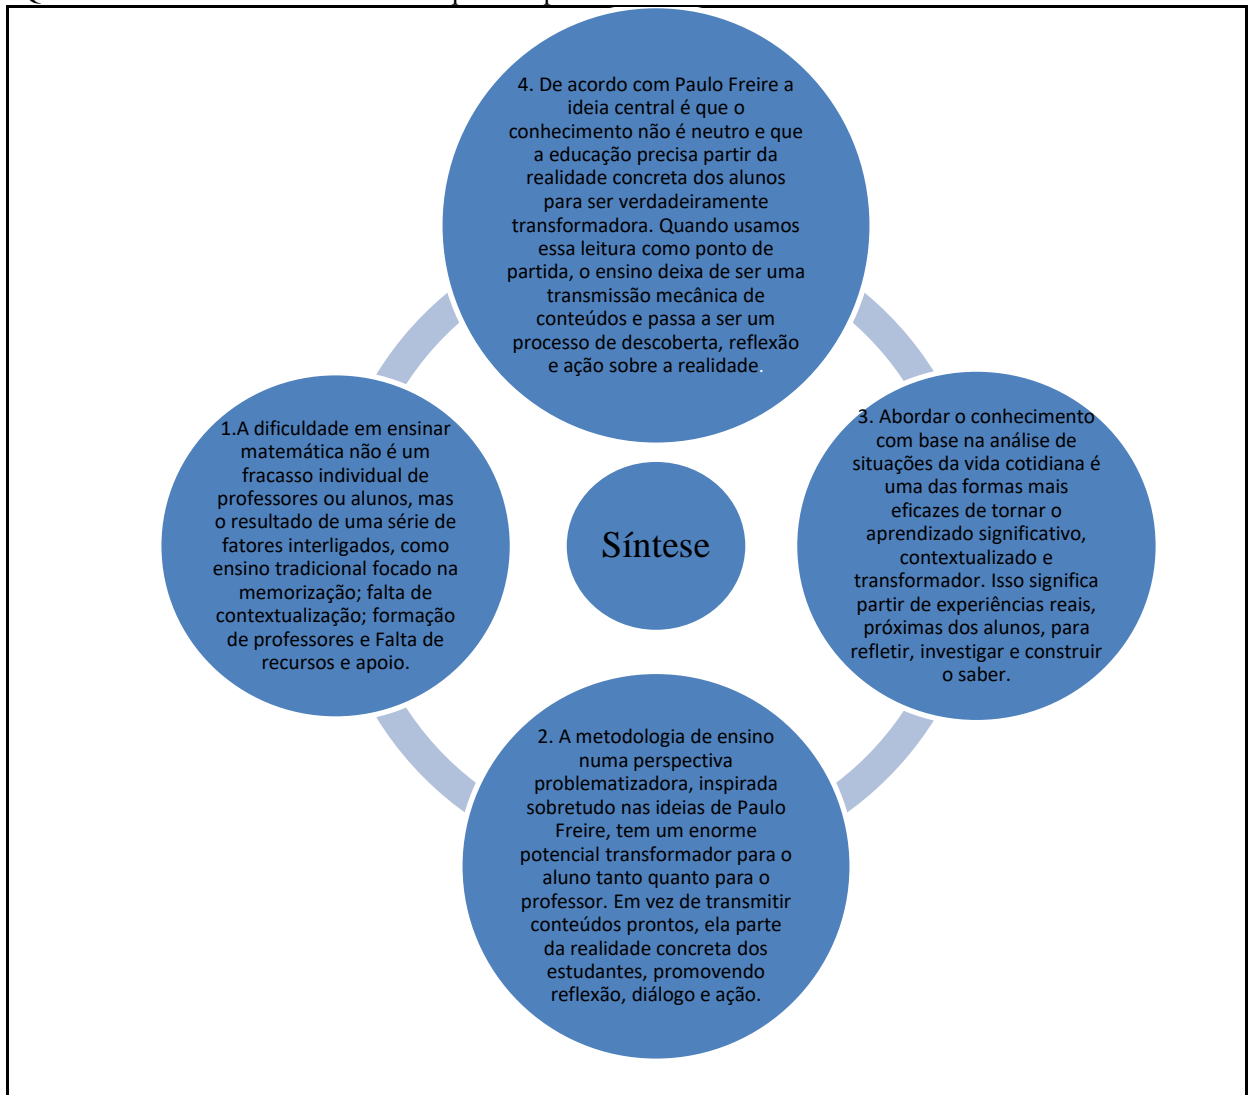 4. De acordo com Paulo Freire a
ideia central é que o
conhecimento não é neutro e que
a educação precisa partir da
realidade concreta dos alunos
para ser verdadeiramente
transformadora. Quando usamos
essa leitura como ponto de
partida, o ensino deixa de ser uma
transmissão mecânica de
conteúdos e passa a ser um
processo de descoberta, reflexão
e ação sobre a realidade.
1.A dificuldade em ensinar
matemática não é um
fracasso individual de
professores ou alunos, mas
o resultado de uma série de
fatores interligados, como
ensino tradicional focado na
memorização; falta de
contextualização; formação
de professores e Falta de
recursos e apoio.
Síntese
3. Abordar o conhecimento
com base na análise de
situações da vida cotidiana é
uma das formas mais
eficazes de tornar o
aprendizado significativo,
contextualizado e
transformador. Isso significa
partir de experiências reais,
próximas dos alunos, para
refletir, investigar e construir
o saber.
2. A metodologia de ensino
numa perspectiva
problematizadora, inspirada
sobretudo nas ideias de Paulo
Freire, tem um enorme
potencial transformador para o
aluno tanto quanto para o
professor. Em vez de transmitir
conteúdos prontos, ela parte
da realidade concreta dos
estudantes, promovendo
reflexão, diálogo e ação.